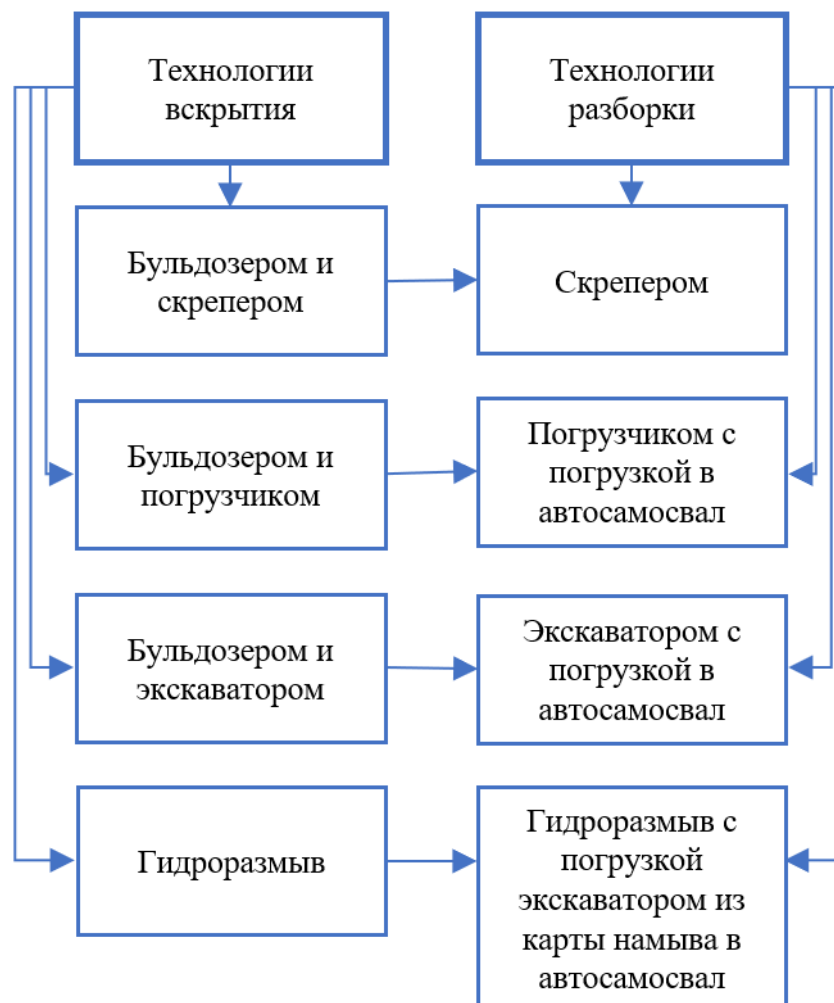 Технологии
вскрытия
Технологии
разборки
Бульдозером и
скрепером
Скрепером
Бульдозером и
погрузчиком
Погрузчиком с
погрузкой в
автосамосвал
Бульдозером и
экскаватором
Экскаватором с
погрузкой в
автосамосвал
Гидроразмыв
Гидроразмыв с
погрузкой
экскаватором из
карты намыва в
автосамосвал